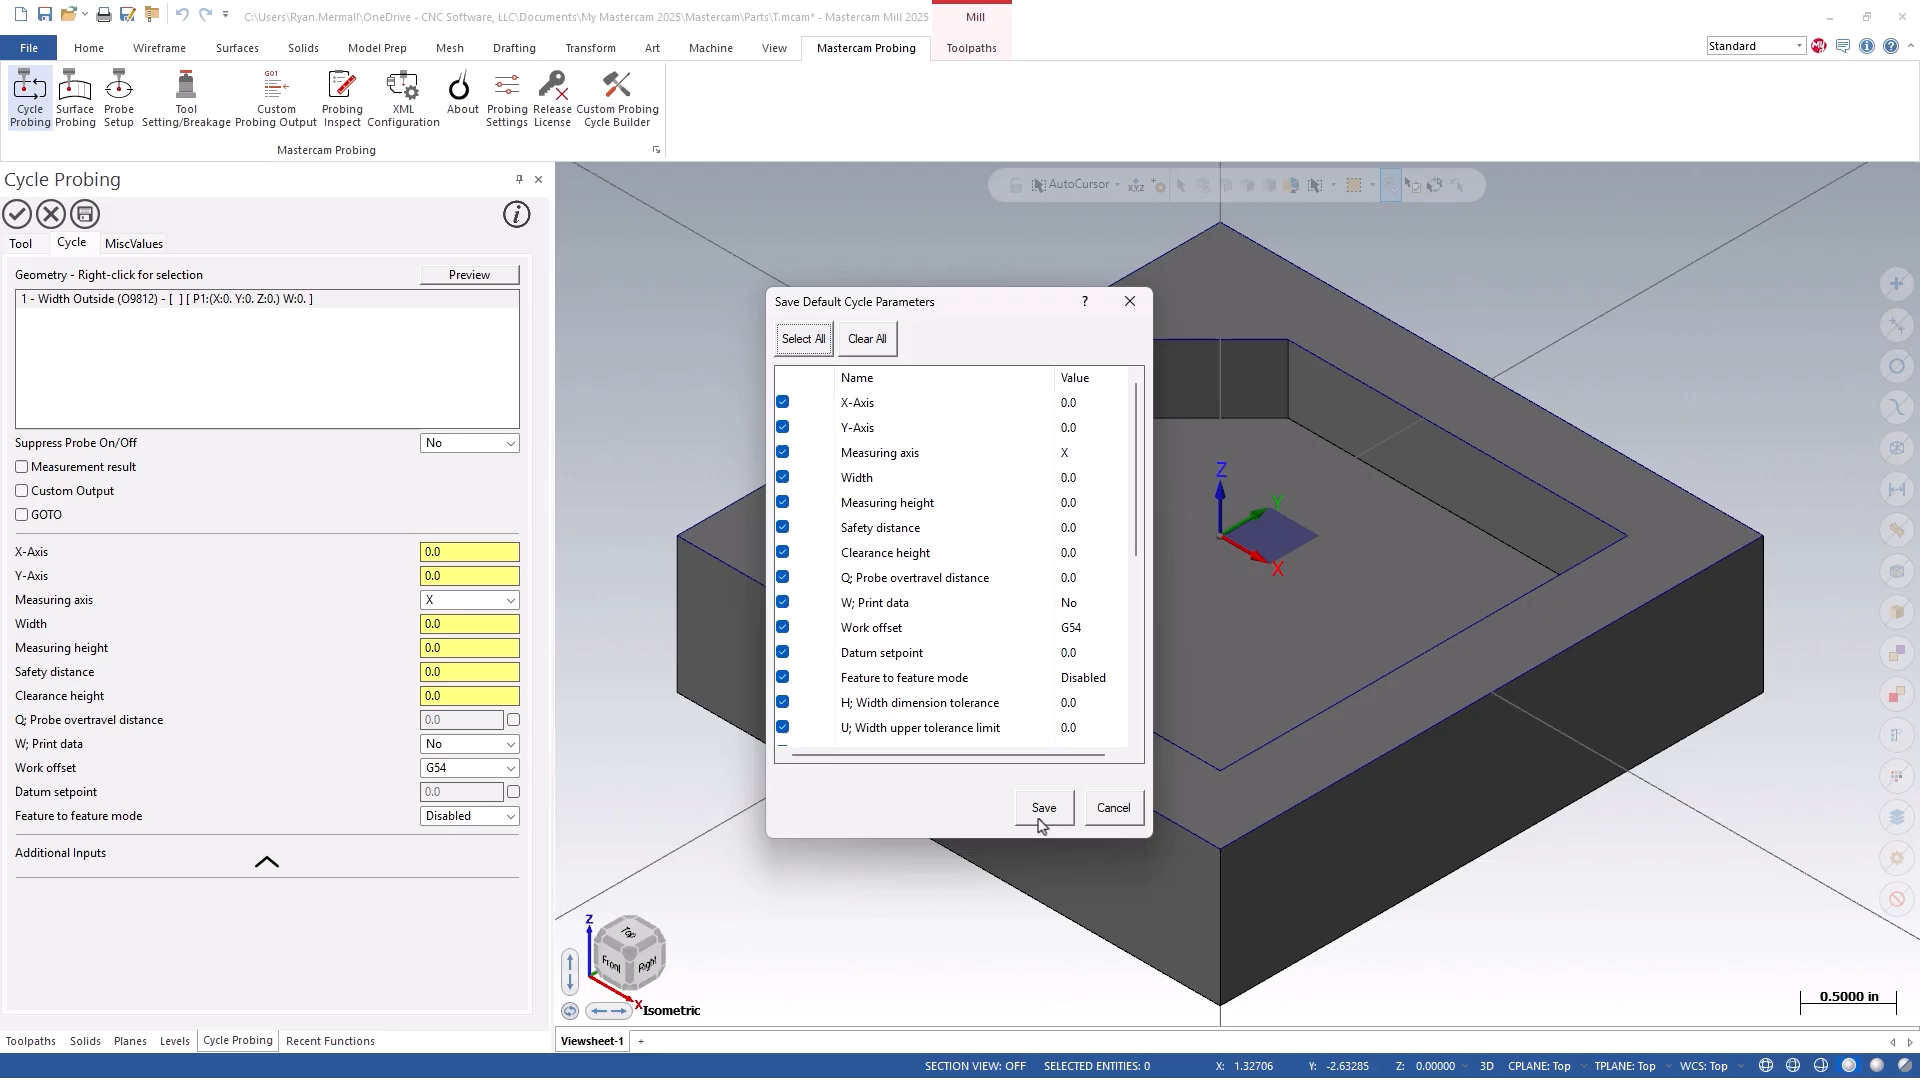 C:\Users\Ryan.Mermall\OneDrive - CNC Software, LLC\Documents\My Mastercam 2025\Mastercam\Parts\T.mcam* - Mastercam Mill 2025
Mill
File Home Wireframe Surfaces Solids Model Prep Mesh Drafting Transform Art Machine View Mastercam Probing Toolpaths
Standard
G01
Cycle Probing
Surface Probing
Probe Setup
Tool Setting/Breakage
Custom Probing Output
Probing Inspect
XML Configuration
About
Probing Settings
Release License
Custom Probing Cycle Builder
Mastercam Probing
Cycle Probing
Tool Cycle MiscValues
Geometry - Right-click for selection
Preview
1 - Width Outside (O9812) - [ ] [ P1:(X:0. Y:0. Z:0.) W:0. ]
Suppress Probe On/Off No
Measurement result
Custom Output
GOTO
X-Axis 0.0
Y-Axis 0.0
Measuring axis X
Width 0.0
Measuring height 0.0
Safety distance 0.0
Clearance height 0.0
Q; Probe overtravel distance 0.0
W; Print data No
Work offset G54
Datum setpoint 0.0
Feature to feature mode Disabled
Additional Inputs
AutoCursor
Save Default Cycle Parameters ?
Select All Clear All
Name Value
X-Axis 0.0
Y-Axis 0.0
Measuring axis X
Width 0.0
Measuring height 0.0
Safety distance 0.0
Clearance height 0.0
Q; Probe overtravel distance 0.0
W; Print data No
Work offset G54
Datum setpoint 0.0
Feature to feature mode Disabled
H; Width dimension tolerance 0.0
U; Width upper tolerance limit 0.0
Save Cancel
Z
Y
X
Z
Top
Front
Right
X
Isometric
0.5000 in
Toolpaths Solids Planes Levels Cycle Probing Recent Functions
Viewsheet-1 +
SECTION VIEW: OFF SELECTED ENTITIES: 0 X: 1.32706 Y: -2.63285 Z: 0.00000 3D CPLANE: Top TPLANE: Top WCS: Top